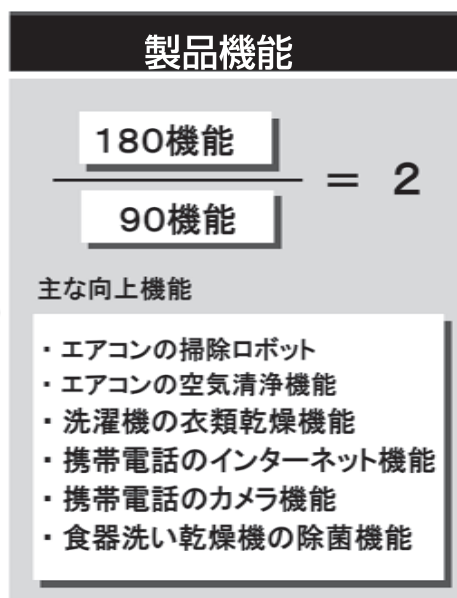 製品機能
180機能
90機能
= 2
主な向上機能
・エアコンの掃除ロボット
・エアコンの空気清浄機能
・洗濯機の衣類乾燥機能
・携帯電話のインターネット機能
・携帯電話のカメラ機能
・食器洗い乾燥機の除菌機能